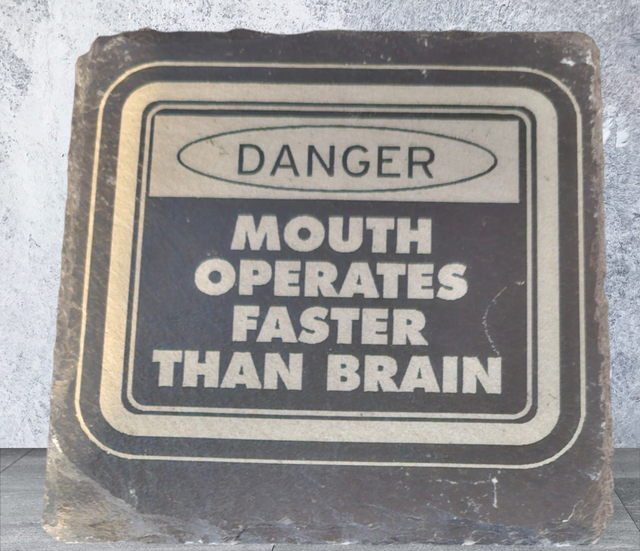 DANGER
MOUTH
OPERATES
FASTER
THAN BRAIN